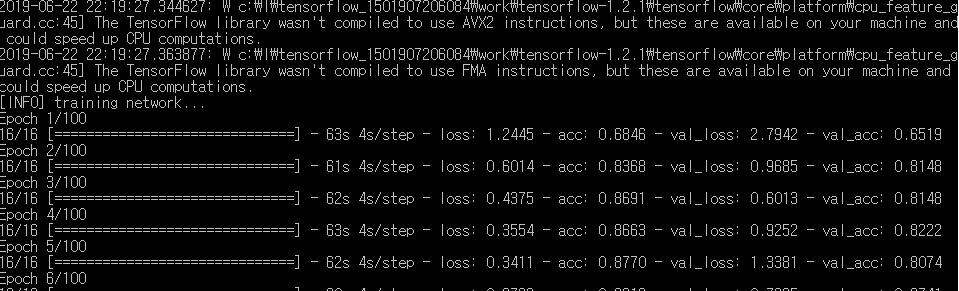 2019-06-22 22:19:27.344627: W c:₩l₩tensorflow_1501907206084₩work₩tensorflow-1.2.1₩tensorflow₩core₩platform₩cpu_feature_g
uard.cc:45] The TensorFlow library wasn't compiled to use AVX2 instructions, but these are available on your machine and
could speed up CPU computations.
2019-06-22 22:19:27.363877: W c:₩l₩tensorflow_1501907206084₩work₩tensorflow-1.2.1₩tensorflow₩core₩platform₩cpu_feature_g
uard.cc:45] The TensorFlow library wasn't compiled to use FMA instructions, but these are available on your machine and
could speed up CPU computations.
[INFO] training network...
Epoch 1/100
16/16 [==============================] - 63s 4s/step - loss: 1.2445 - acc: 0.6846 - val_loss: 2.7942 - val_acc: 0.6519
Epoch 2/100
16/16 [==============================] - 61s 4s/step - loss: 0.6014 - acc: 0.8368 - val_loss: 0.9685 - val_acc: 0.8148
Epoch 3/100
16/16 [==============================] - 62s 4s/step - loss: 0.4375 - acc: 0.8691 - val_loss: 0.6013 - val_acc: 0.8148
Epoch 4/100
16/16 [==============================] - 63s 4s/step - loss: 0.3554 - acc: 0.8663 - val_loss: 0.9252 - val_acc: 0.8222
Epoch 5/100
16/16 [==============================] - 62s 4s/step - loss: 0.3411 - acc: 0.8770 - val_loss: 1.3381 - val_acc: 0.8074
Epoch 6/100